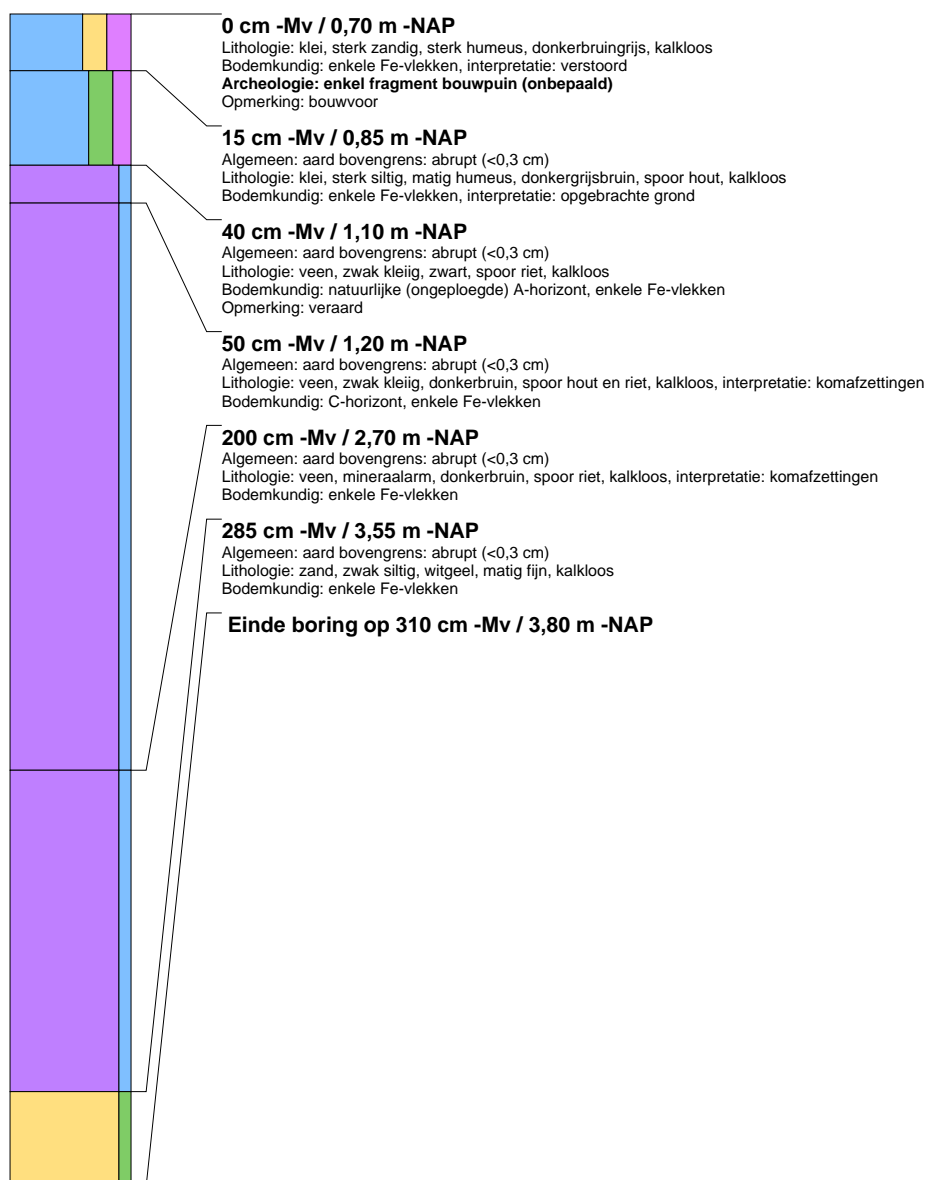 0 cm -Mv / 0,70 m -NAP
Lithologie: klei, sterk zandig, sterk humeus, donkerbruingrijs, kalkloos
Bodemkundig: enkele Fe-vlekken, interpretatie: verstoord
Archeologie: enkel fragment bouwpuin (onbepaald)
Opmerking: bouwvoor
15 cm -Mv / 0,85 m -NAP
Algemeen: aard bovengrens: abrupt (<0,3 cm)
Lithologie: klei, sterk siltig, matig humeus, donkergrijsbruin, spoor hout, kalkloos
Bodemkundig: enkele Fe-vlekken, interpretatie: opgebrachte grond
40 cm -Mv / 1,10 m -NAP
Algemeen: aard bovengrens: abrupt (<0,3 cm)
Lithologie: veen, zwak kleiig, zwart, spoor riet, kalkloos
Bodemkundig: natuurlijke (ongeploegde) A-horizont, enkele Fe-vlekken
Opmerking: veraard
50 cm -Mv / 1,20 m -NAP
Algemeen: aard bovengrens: abrupt (<0,3 cm)
Lithologie: veen, zwak kleiig, donkerbruin, spoor hout en riet, kalkloos, interpretatie: komafzettingen
Bodemkundig: C-horizont, enkele Fe-vlekken
200 cm -Mv / 2,70 m -NAP
Algemeen: aard bovengrens: abrupt (<0,3 cm)
Lithologie: veen, mineraalarm, donkerbruin, spoor riet, kalkloos, interpretatie: komafzettingen
Bodemkundig: enkele Fe-vlekken
285 cm -Mv / 3,55 m -NAP
Algemeen: aard bovengrens: abrupt (<0,3 cm)
Lithologie: zand, zwak siltig, witgeel, matig fijn, kalkloos
Bodemkundig: enkele Fe-vlekken
Einde boring op 310 cm -Mv / 3,80 m -NAP